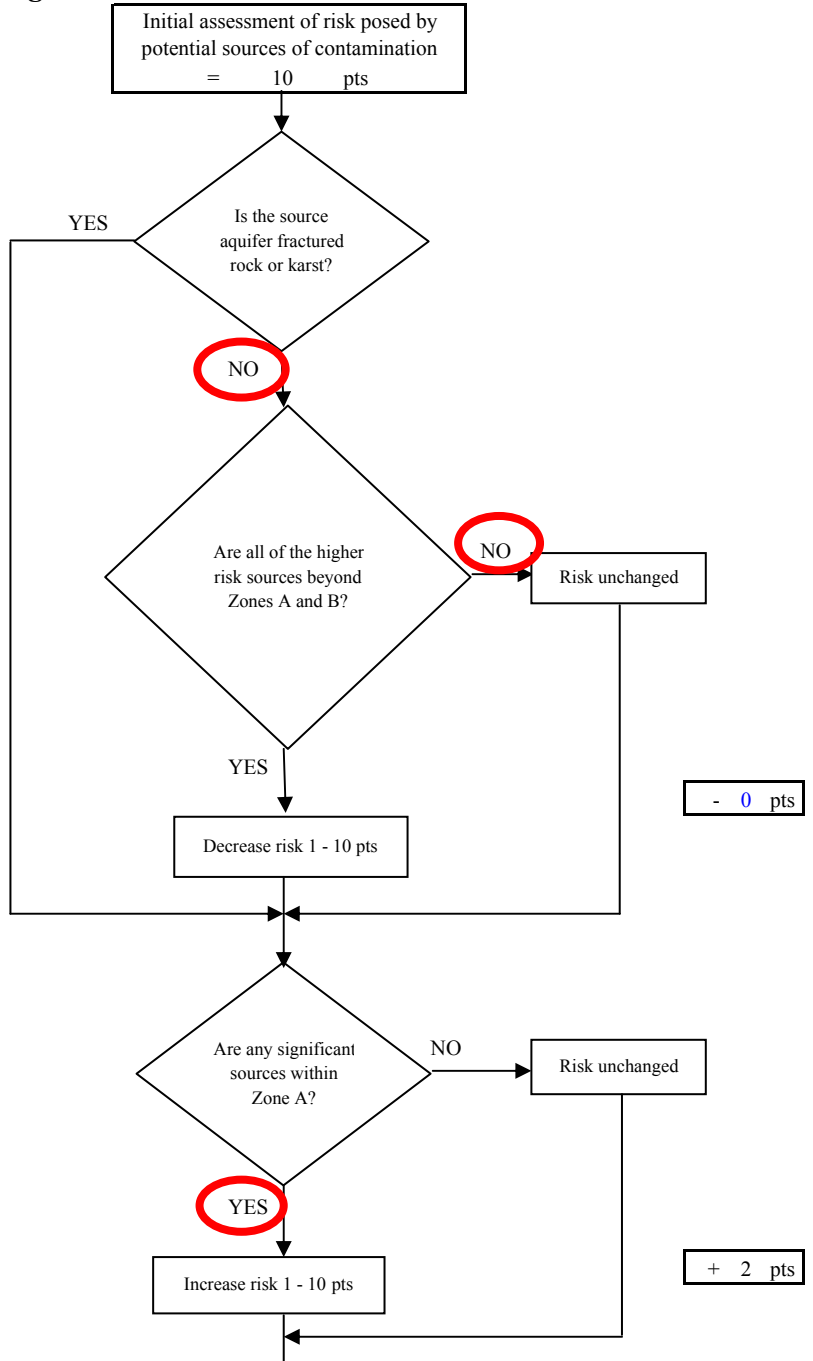 Initial assessment of risk posed by
potential sources of contamination
= 10 pts
YES
Is the source
aquifer fractured
rock or karst?
NO
Are all of the higher
risk sources beyond
Zones A and B?
NO
Risk unchanged
YES
- 0 pts
Decrease risk 1 - 10 pts
Are any significant
sources within
Zone A?
NO
Risk unchanged
YES
+ 2 pts
Increase risk 1 - 10 pts